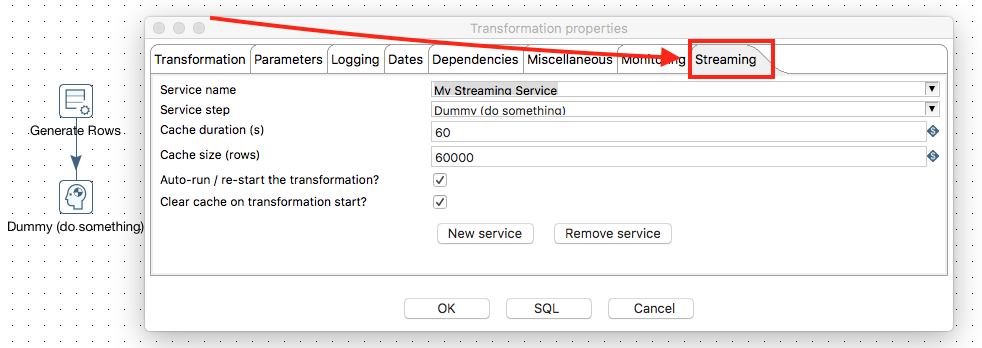 Transformation properties
Transformation Parameters Logging Dates Dependencies Miscellaneous Monitoring Streaming
Service name My Streaming Service
Service step Dummy (do something)
Cache duration (s) 60
Cache size (rows) 60000
Auto-run / re-start the transformation?
Clear cache on transformation start?
New service Remove service
OK SQL Cancel
Generate Rows
Dummy (do something)